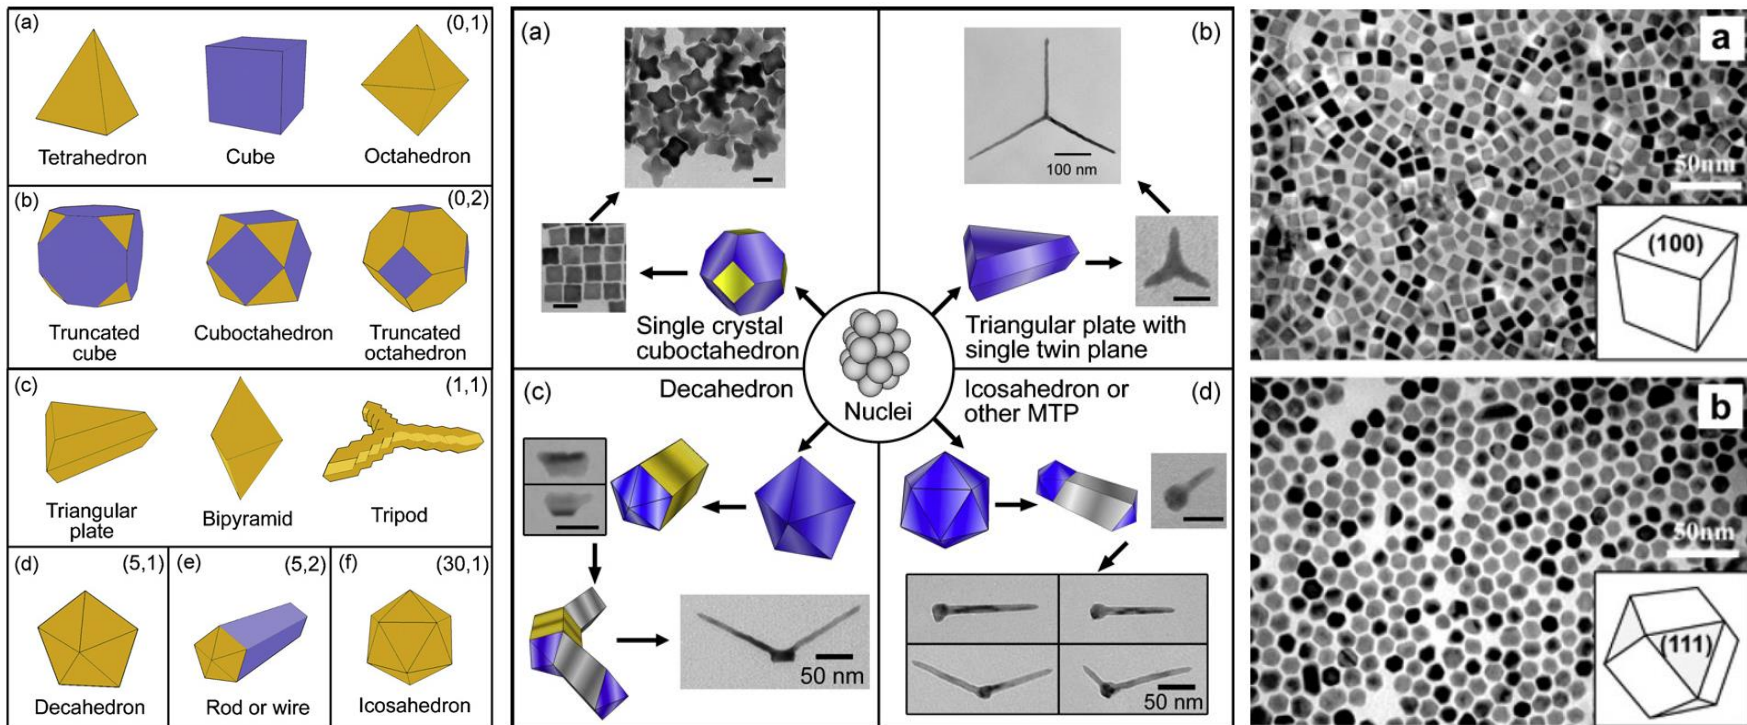 (a)
(0,1)
Tetrahedron
Cube
Octahedron
(b)
(0,2)
Truncated
cube
Cuboctahedron
Truncated
octahedron
(c)
(1,1)
Triangular
plate
Bipyramid
Tripod
(d)
(5,1)
Decahedron
(e)
(5,2)
Rod or wire
(f)
(30,1)
Icosahedron
(a)
Single crystal
cuboctahedron
(b)
100 nm
Triangular plate with
single twin plane
Nuclei
(c)
Decahedron
50 nm
Icosahedron or
other MTP
(d)
50 nm
a
50nm
(100)
b
50nm
(111)